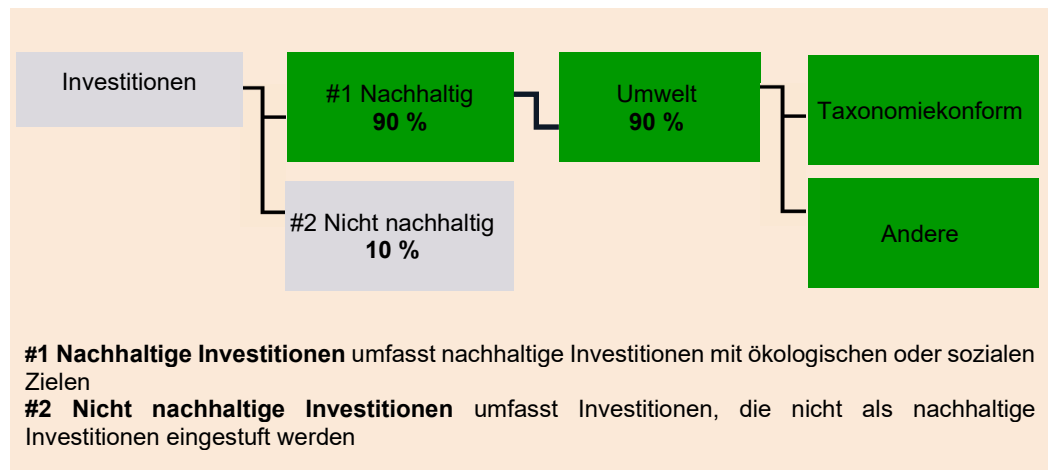 Investitionen
#1 Nachhaltig
90 %
Umwelt
90 %
Taxonomiekonform
#2 Nicht nachhaltig
10 %
Andere
#1 Nachhaltige Investitionen umfasst nachhaltige Investitionen mit ökologischen oder sozialen
Zielen
#2 Nicht nachhaltige Investitionen umfasst Investitionen, die nicht als nachhaltige
Investitionen eingestuft werden